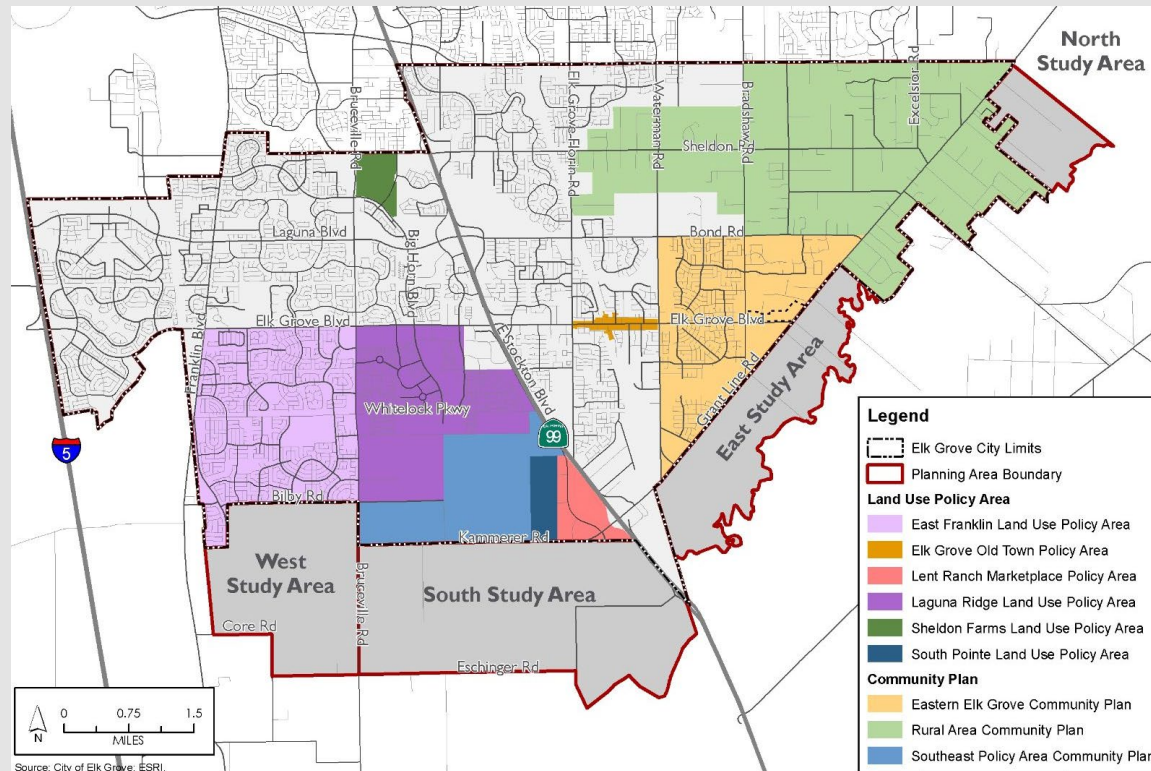 North
Study Area
Bruceville Rd
Elk Grove-Florin Rd
Waterman Rd
Bradshaw Rd
Excelsior Rd
Sheldon Rd
Laguna Blvd
Big Horn Blvd
Bond Rd
Franklin Blvd
Elk Grove Blvd
E Stockton Blvd
Elk Grove Blvd
Grant Line Rd
East Study Area
Whitelock Pkwy
CALIFORNIA
99
5
Bilby Rd
Kammerer Rd
West
Study Area
Bruceville Rd
South Study Area
Core Rd
Eschinger Rd
Legend
Elk Grove City Limits
Planning Area Boundary
Land Use Policy Area
East Franklin Land Use Policy Area
Elk Grove Old Town Policy Area
Lent Ranch Marketplace Policy Area
Laguna Ridge Land Use Policy Area
Sheldon Farms Land Use Policy Area
South Pointe Land Use Policy Area
Community Plan
Eastern Elk Grove Community Plan
Rural Area Community Plan
Southeast Policy Area Community Plan
N
0 0.75 1.5
MILES
Source: City of Elk Grove; ESRI.